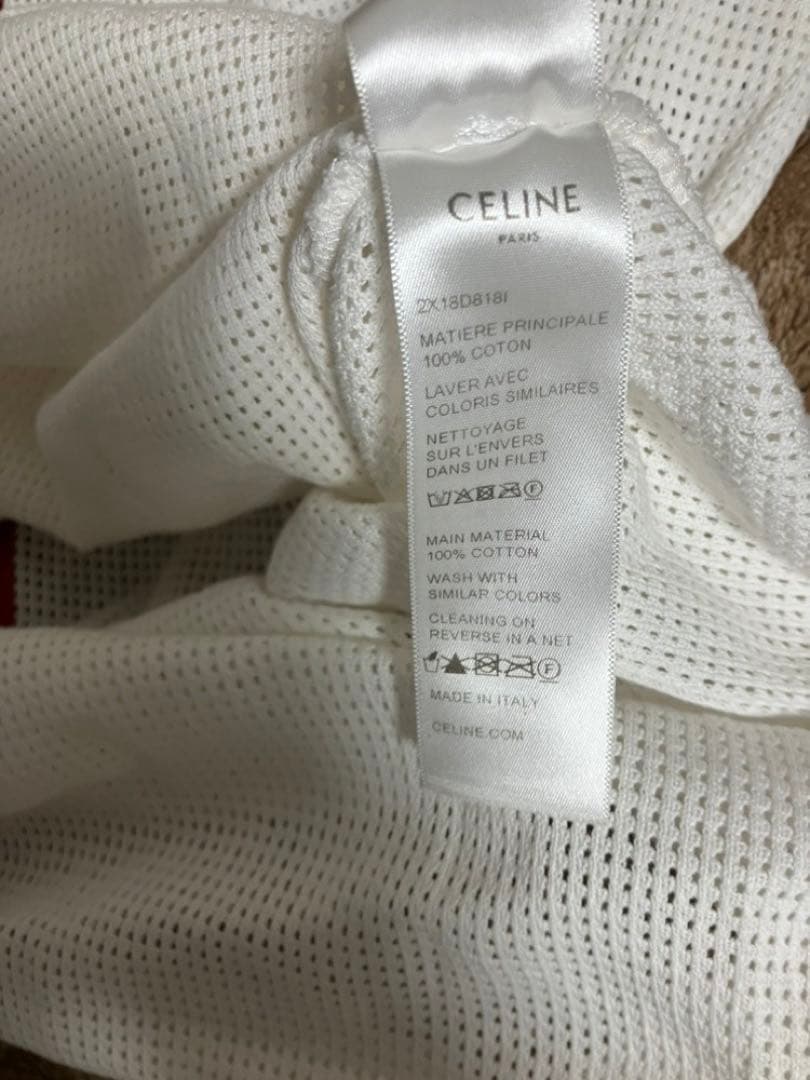 CELINE
PARIS
2X18D818I
MATIERE PRINCIPALE
100% COTON
LAVER AVEC
COLORIS SIMILAIRES
NETTOYAGE
SUR L'ENVERS
DANS UN FILET
F
MAIN MATERIAL
100% COTTON
WASH WITH
SIMILAR COLORS
CLEANING ON
REVERSE IN A NET
F
MADE IN ITALY
CELINE.COM